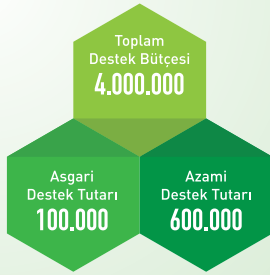 Toplam
Destek Bütçesi
4.000.000
Asgari
Destek Tutarı
100.000
Azami
Destek Tutarı
600.000